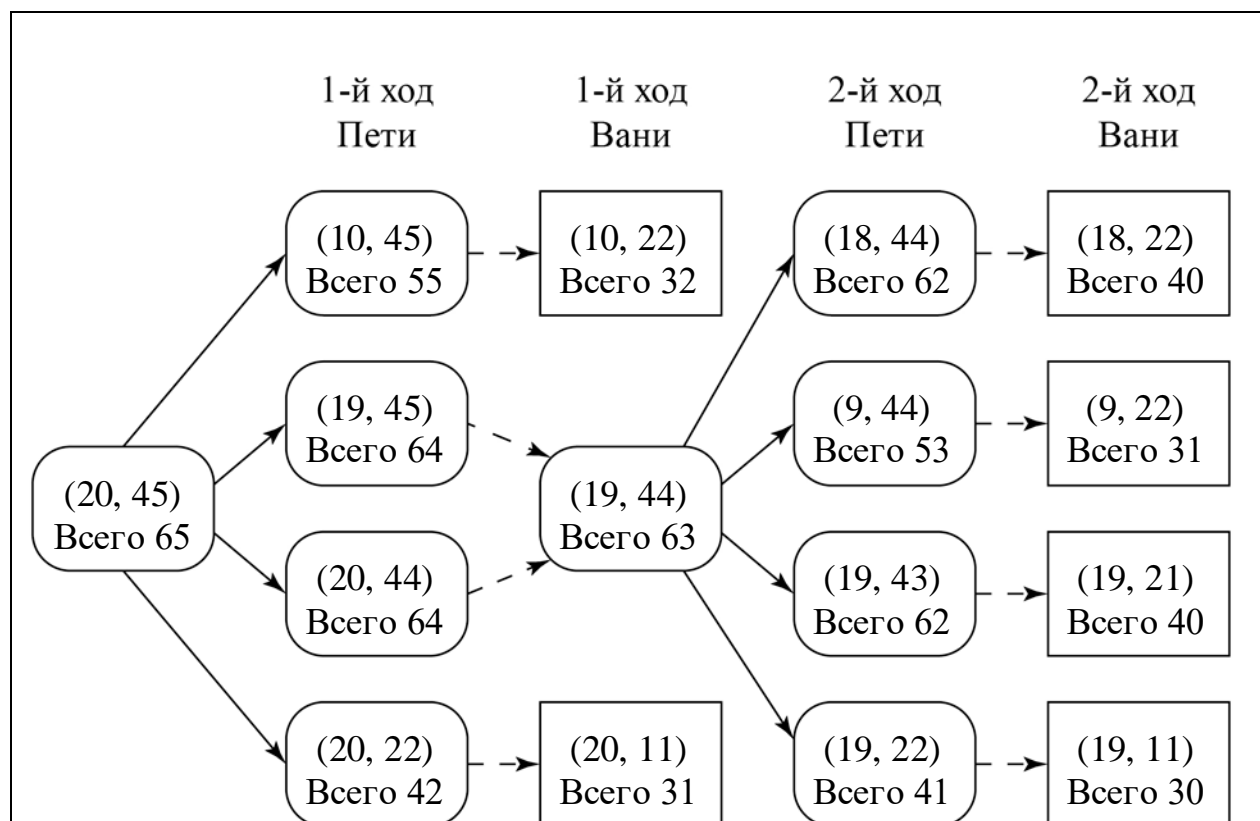 1-й ход
Пети
1-й ход
Вани
2-й ход
Пети
2-й ход
Вани
(10, 45)
Всего 55
(10, 22)
Всего 32
(18, 44)
Всего 62
(18, 22)
Всего 40
(19, 45)
Всего 64
(9, 44)
Всего 53
(9, 22)
Всего 31
(20, 45)
Всего 65
(19, 44)
Всего 63
(20, 44)
Всего 64
(19, 43)
Всего 62
(19, 21)
Всего 40
(20, 22)
Всего 42
(20, 11)
Всего 31
(19, 22)
Всего 41
(19, 11)
Всего 30